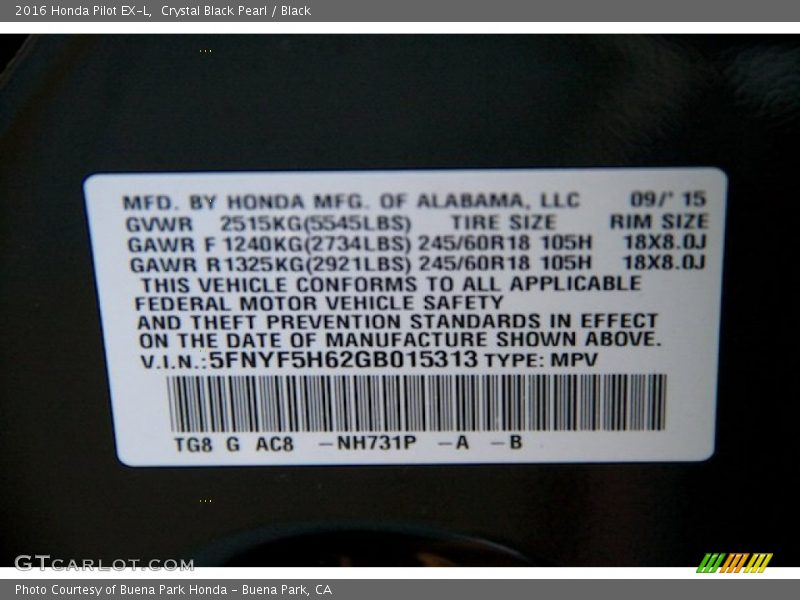 2016 Honda Pilot EX-L,  Crystal Black Pearl / Black
MFD. BY HONDA MFG. OF ALABAMA, LLC 09/' 15
GVWR 2515KG(5545LBS) TIRE SIZE RIM SIZE
GAWR F 1240KG(2734LBS) 245/60R18 105H 18X8.0J
GAWR R1325KG(2921LBS) 245/60R18 105H 18X8.0J
THIS VEHICLE CONFORMS TO ALL APPLICABLE
FEDERAL MOTOR VEHICLE SAFETY
AND THEFT PREVENTION STANDARDS IN EFFECT
ON THE DATE OF MANUFACTURE SHOWN ABOVE.
V.I.N.:5FNYF5H62GB015313 TYPE: MPV
TG8 G AC8 -NH731P -A -B
GTCARLOT.COM
Photo Courtesy of Buena Park Honda - Buena Park, CA